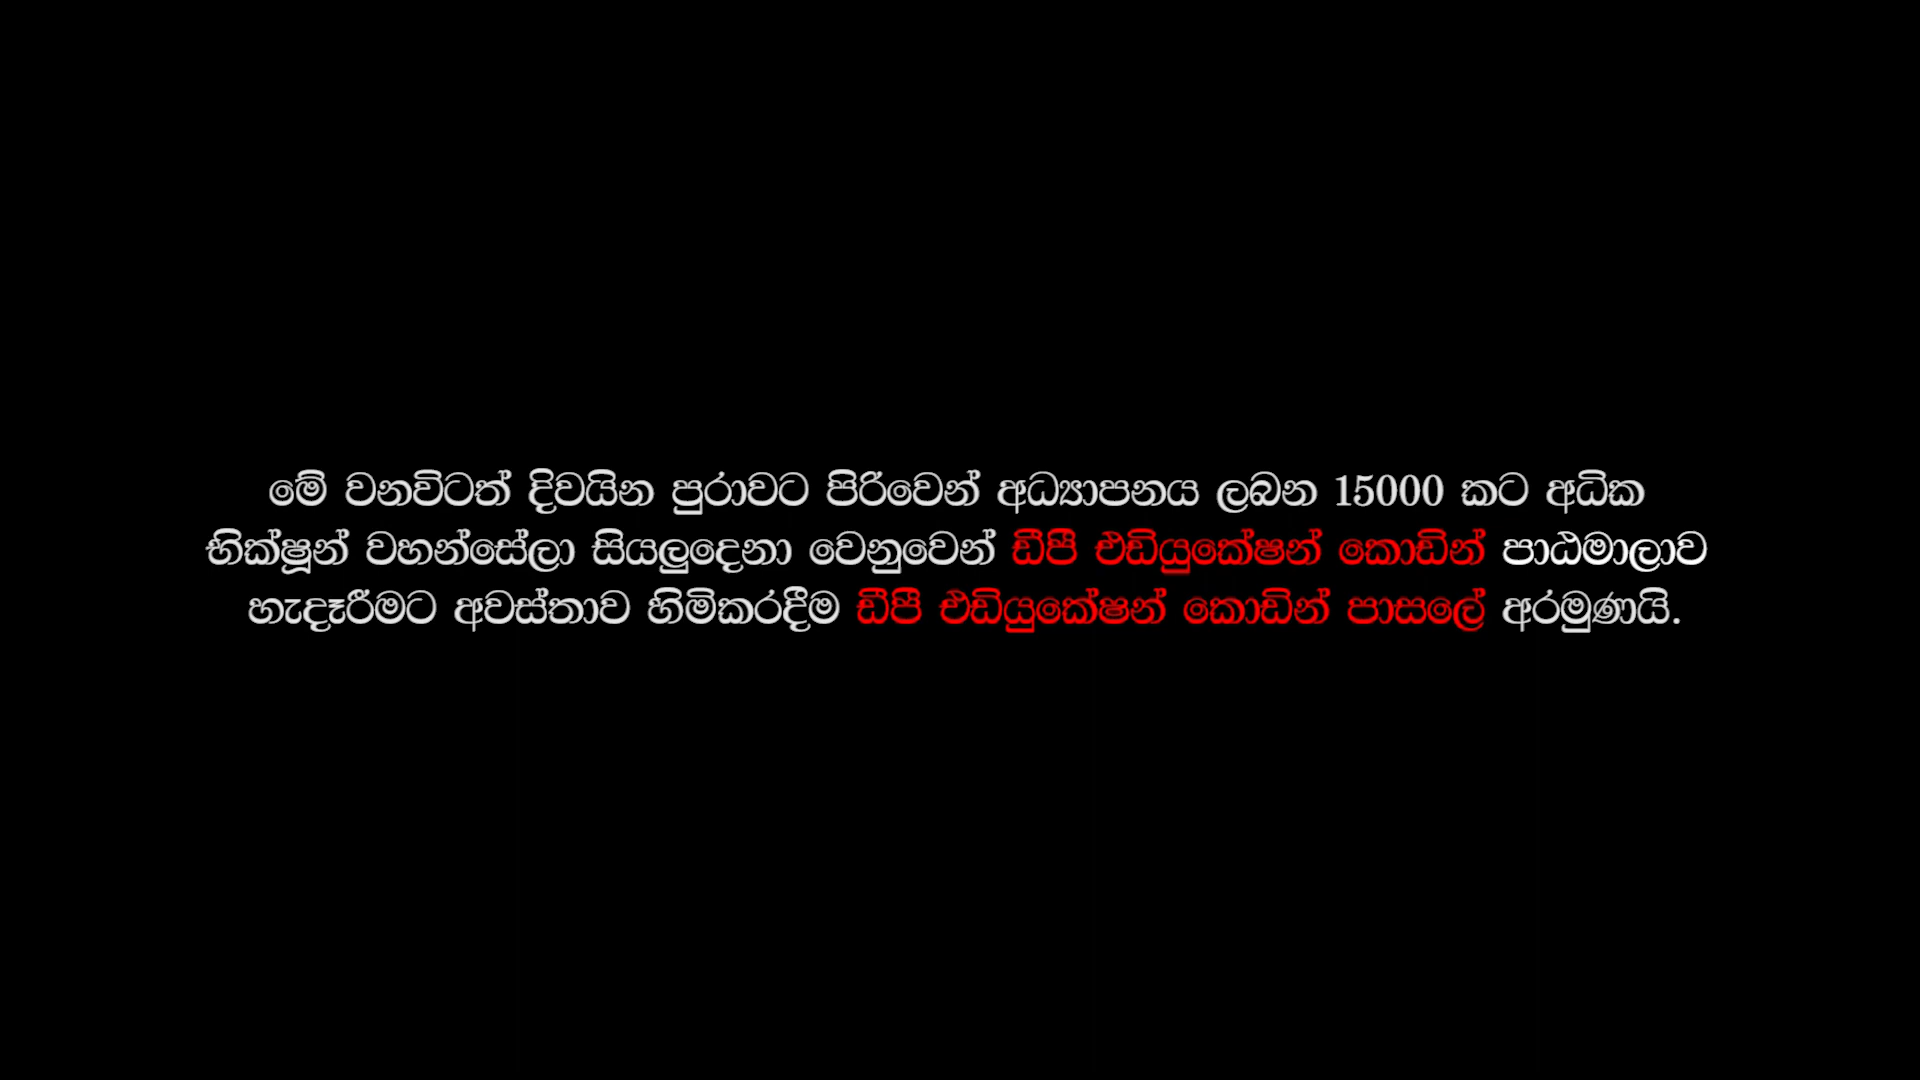 මේ වනවිටත් දිවයින පුරාවට පිරිවෙන් අධ්‍යාපනය ලබන 15000 කට අධික
භික්ෂූන් වහන්සේලා සියලුදෙනා වෙනුවෙන් ඩීපී එඩියුකේෂන් කොඩින් පාඨමාලාව
හැදෑරීමට අවස්තාව හිමිකරදීම ඩීපී එඩියුකේෂන් කොඩින් පාසලේ අරමුණයි.